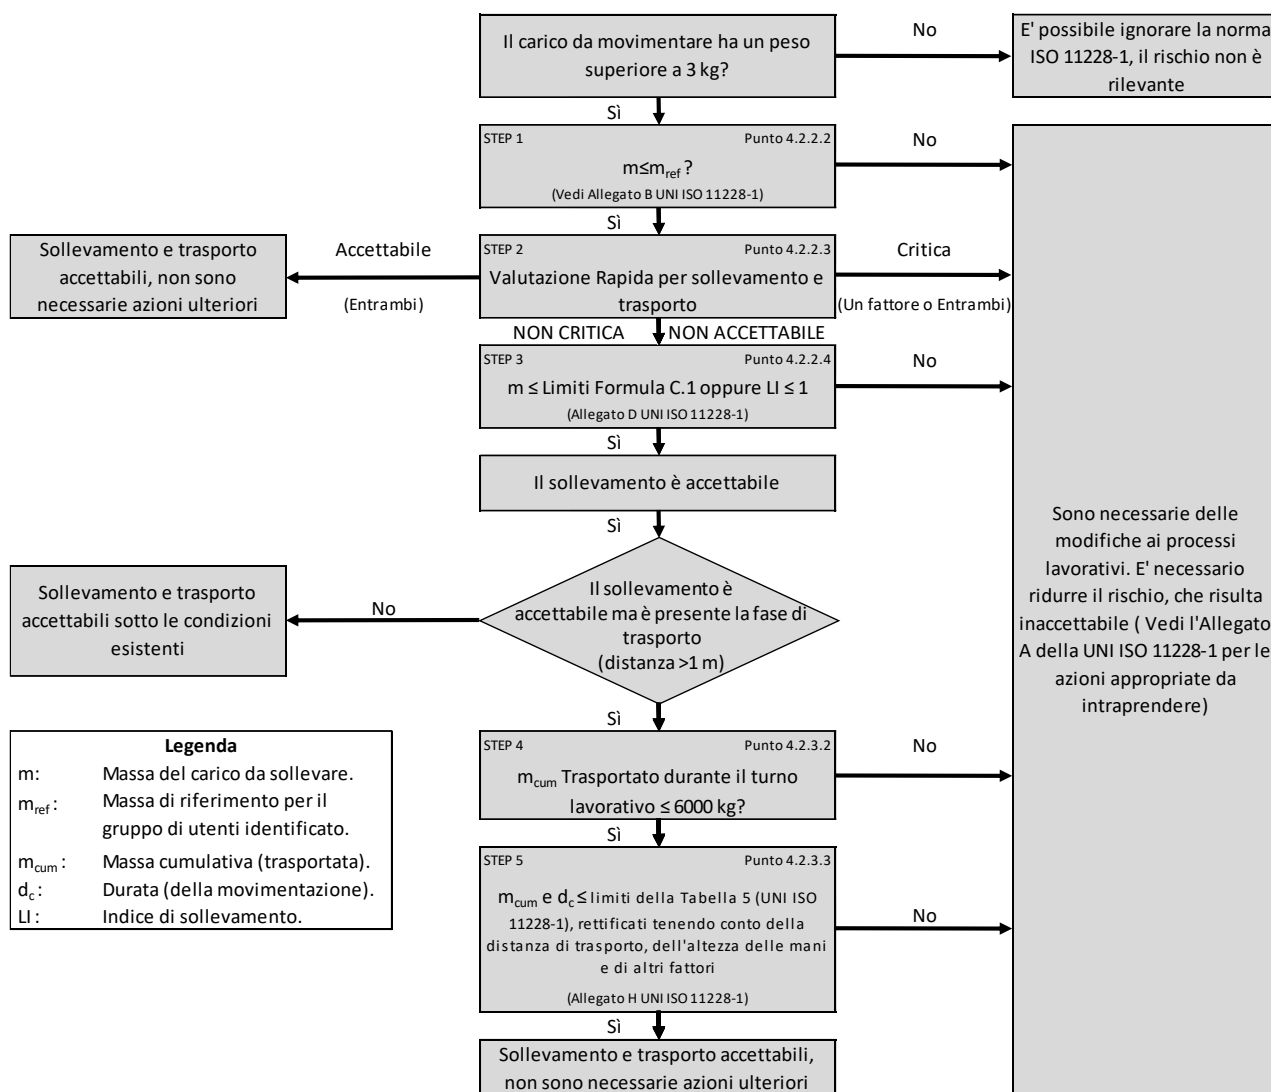 Il carico da movimentare ha un peso
superiore a 3 kg?
No
E' possibile ignorare la norma
ISO 11228-1, il rischio non è
rilevante
Sì
STEP 1 Punto 4.2.2.2
m≤mref ?
(Vedi Allegato B UNI ISO 11228-1)
No
Sì
Sollevamento e trasporto
accettabili, non sono
necessarie azioni ulteriori
Accettabile
(Entrambi)
STEP 2 Punto 4.2.2.3
Valutazione Rapida per sollevamento e
trasporto
Critica
(Un fattore o Entrambi)
NON CRITICA NON ACCETTABILE
STEP 3 Punto 4.2.2.4
m ≤ Limiti Formula C.1 oppure LI ≤ 1
(Allegato D UNI ISO 11228-1)
No
Sì
Il sollevamento è accettabile
Sì
Sollevamento e trasporto
accettabili sotto le condizioni
esistenti
No
Il sollevamento è
accettabile ma è presente la fase di
trasporto
(distanza >1 m)
Sono necessarie delle
modifiche ai processi
lavorativi. E' necessario
ridurre il rischio, che risulta
inaccettabile ( Vedi l'Allegato
A della UNI ISO 11228-1 per le
azioni appropriate da
intraprendere)
Sì
STEP 4 Punto 4.2.3.2
mcum Trasportato durante il turno
lavorativo ≤ 6000 kg?
No
Sì
STEP 5 Punto 4.2.3.3
mcum e dc ≤ limiti della Tabella 5 (UNI ISO
11228-1), rettificati tenendo conto della
distanza di trasporto, dell'altezza delle mani
e di altri fattori
(Allegato H UNI ISO 11228-1)
No
Sì
Sollevamento e trasporto accettabili,
non sono necessarie azioni ulteriori
Legenda
m: Massa del carico da sollevare.
mref : Massa di riferimento per il
gruppo di utenti identificato.
mcum : Massa cumulativa (trasportata).
dc : Durata (della movimentazione).
LI : Indice di sollevamento.